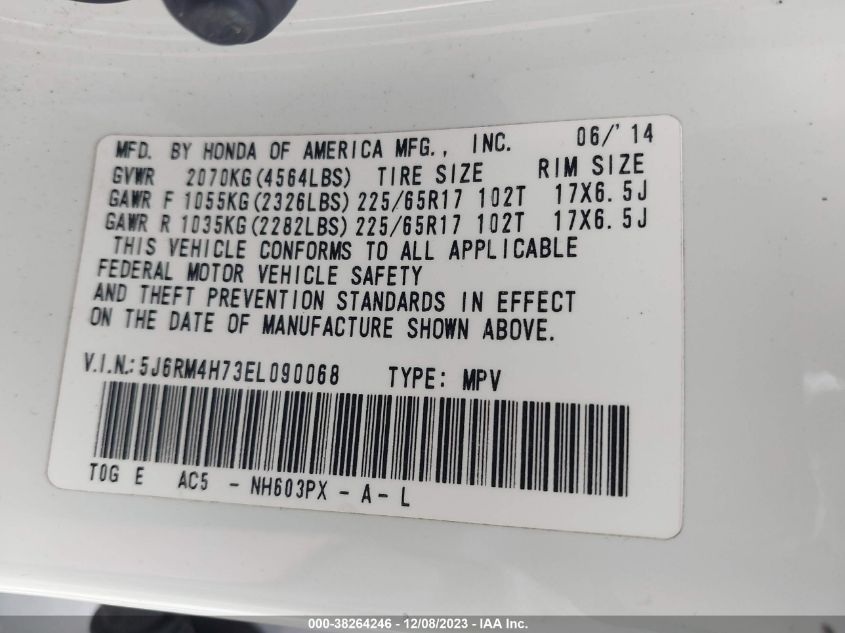 MFD. BY HONDA OF AMERICA MFG., INC. 06/'14
GVWR 2070KG(4564LBS) TIRE SIZE RIM SIZE
GAWR F 1055KG(2326LBS) 225/65R17 102T 17X6.5J
GAWR R 1035KG(2282LBS) 225/65R17 102T 17X6.5J
THIS VEHICLE CONFORMS TO ALL APPLICABLE
FEDERAL MOTOR VEHICLE SAFETY
AND THEFT PREVENTION STANDARDS IN EFFECT
ON THE DATE OF MANUFACTURE SHOWN ABOVE.
V.I.N.: 5J6RM4H73EL090068 TYPE: MPV
T0G E AC5 - NH603PX - A - L
000-38264246 - 12/08/2023 - IAA Inc.